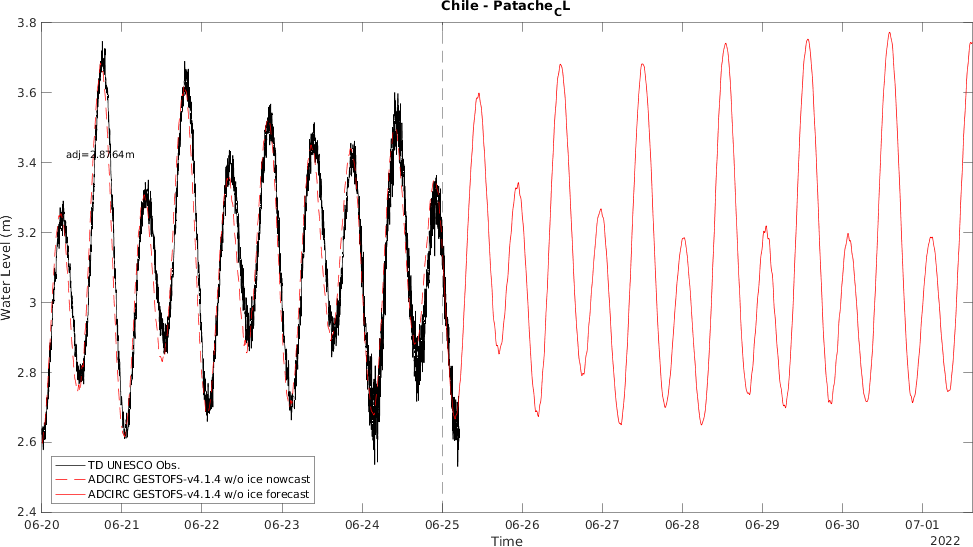 Chile - Patache_CL
3.8
3.6
3.4
3.2
3
2.8
2.6
2.4
Water Level (m)
adj=2.8764m
TD UNESCO Obs.
ADCIRC GESTOFS-v4.1.4 w/o ice nowcast
ADCIRC GESTOFS-v4.1.4 w/o ice forecast
06-20 06-21 06-22 06-23 06-24 06-25 06-26 06-27 06-28 06-29 06-30 07-01
Time
2022